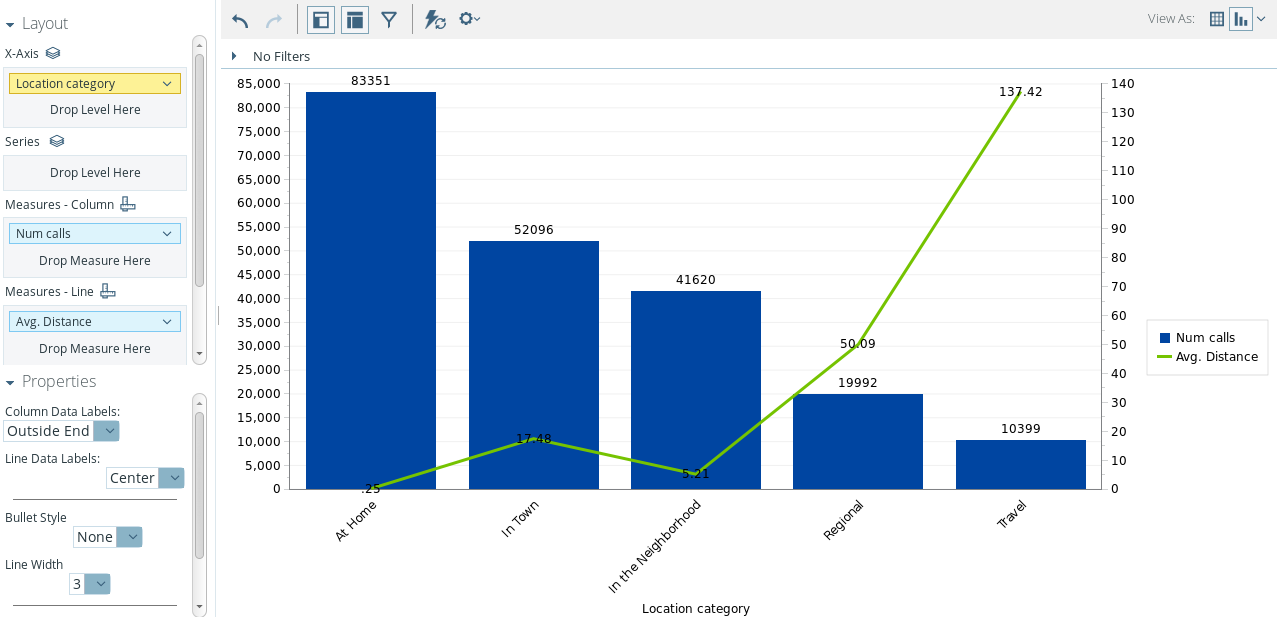 Layout
X-Axis
Location category
Drop Level Here
Series
Drop Level Here
Measures - Column
Num calls
Drop Measure Here
Measures - Line
Avg. Distance
Drop Measure Here
Properties
Column Data Labels:
Outside End
Line Data Labels:
Center
Bullet Style
None
Line Width
3
View As:
No Filters
85,000
80,000
75,000
70,000
65,000
60,000
55,000
50,000
45,000
40,000
35,000
30,000
25,000
20,000
15,000
10,000
5,000
0
83351
52096
41620
19992
10399
.25
17.48
5.21
50.09
137.42
140
130
120
110
100
90
80
70
60
50
40
30
20
10
0
At Home
In Town
In the Neighborhood
Regional
Travel
Location category
Num calls
Avg. Distance